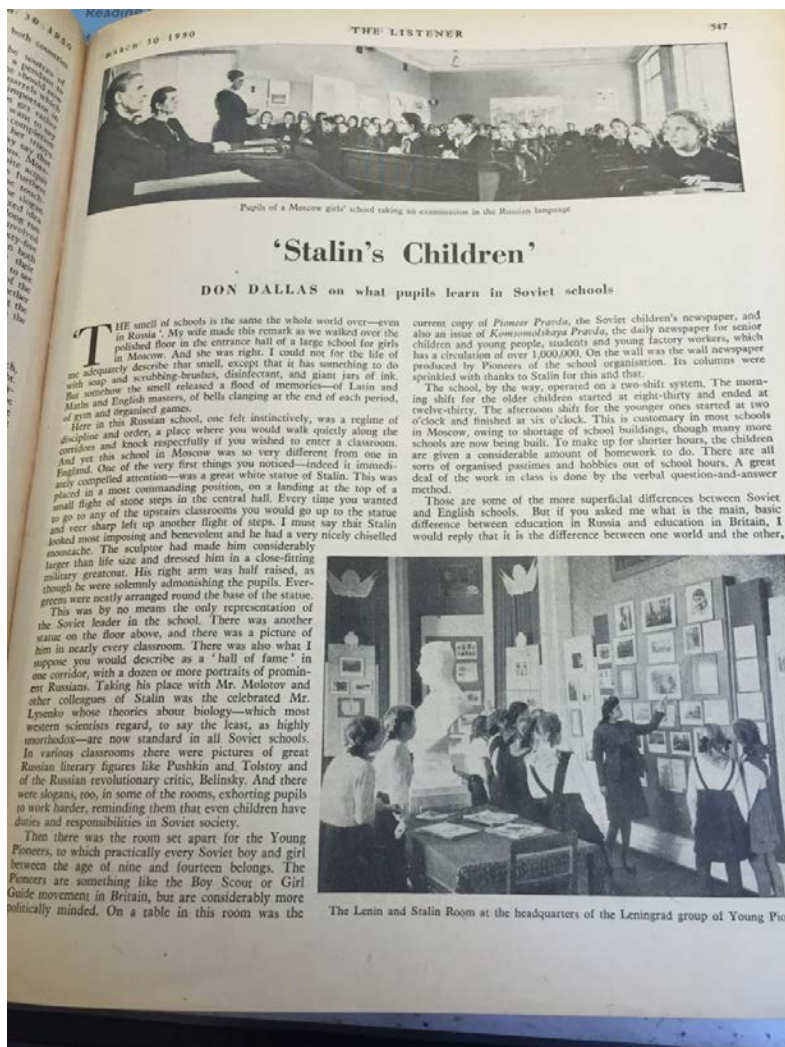 MARCH 30 1950
THE LISTENER
547
Pupils of a Moscow girls' school taking an examination in the Russian language
'Stalin's Children'
DON DALLAS on what pupils learn in Soviet schools
'THE smell of schools is the same the whole world over—even
in Russia'. My wife made this remark as we walked over the
polished floor in the entrance hall of a large school for girls
in Moscow. And she was right. I could not for the life of
me adequately describe that smell, except that it has something to do
with soap and scrubbing-brushes, disinfectant, and giant jars of ink.
But somehow the smell released a flood of memories—of Latin and
Maths and English masters, of bells clanging at the end of each period,
of gym and organised games.
Here in this Russian school, one felt instinctively, was a regime of
discipline and order, a place where you would walk quietly along the
corridors and knock respectfully if you wished to enter a classroom.
And yet this school in Moscow was so very different from one in
England. One of the very first things you noticed—indeed it immedi-
ately compelled attention—was a great white statue of Stalin. This was
placed in a most commanding position, on a landing at the top of a
small flight of stone steps in the central hall. Every time you wanted
to go to any of the upstairs classrooms you would go up to the statue
and veer sharp left up another flight of steps. I must say that Stalin
looked most imposing and benevolent and he had a very nicely chiselled
moustache. The sculptor had made him considerably
larger than life size and dressed him in a close-fitting
military greatcoat. His right arm was half raised, as
though he were solemnly admonishing the pupils. Ever-
greens were neatly arranged round the base of the statue.
This was by no means the only representation of
the Soviet leader in the school. There was another
statue on the floor above, and there was a picture of
him in nearly every classroom. There was also what I
suppose you would describe as a 'hall of fame' in
one corridor, with a dozen or more portraits of promin-
ent Russians. Taking his place with Mr. Molotov and
other colleagues of Stalin was the celebrated Mr.
Lysenko whose theories about biology—which most
western scientists regard, to say the least, as highly
unorthodox—are now standard in all Soviet schools.
In various classrooms there were pictures of great
Russian literary figures like Pushkin and Tolstoy and
of the Russian revolutionary critic, Belinsky. And there
were slogans, too, in some of the rooms, exhorting pupils
to work harder, reminding them that even children have
duties and responsibilities in Soviet society.
Then there was the room set apart for the Young
Pioneers, to which practically every Soviet boy and girl
between the age of nine and fourteen belongs. The
Pioneers are something like the Boy Scout or Girl
Guide movement in Britain, but are considerably more
politically minded. On a table in this room was the
current copy of Pioneer Pravda, the Soviet children's newspaper, and
also an issue of Komsomolskaya Pravda, the daily newspaper for senior
children and young people, students and young factory workers, which
has a circulation of over 1,000,000. On the wall was the wall newspaper
produced by Pioneers of the school organisation. Its columns were
sprinkled with thanks to Stalin for this and that.
The school, by the way, operated on a two-shift system. The morn-
ing shift for the older children started at eight-thirty and ended at
twelve-thirty. The afternoon shift for the younger ones started at two
o'clock and finished at six o'clock. This is customary in most schools
in Moscow, owing to shortage of school buildings, though many more
schools are now being built. To make up for shorter hours, the children
are given a considerable amount of homework to do. There are all
sorts of organised pastimes and hobbies out of school hours. A great
deal of the work in class is done by the verbal question-and-answer
method.
Those are some of the more superficial differences between Soviet
and English schools. But if you asked me what is the main, basic
difference between education in Russia and education in Britain, I
would reply that it is the difference between one world and the other,
The Lenin and Stalin Room at the headquarters of the Leningrad group of Young